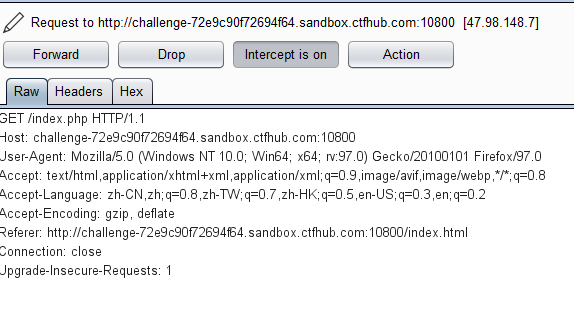 Request to http://challenge-72e9c90f72694f64.sandbox.ctfhub.com:10800 [47.98.148.7]
Forward Drop Intercept is on Action
Raw Headers Hex
GET /index.php HTTP/1.1
Host: challenge-72e9c90f72694f64.sandbox.ctfhub.com:10800
User-Agent: Mozilla/5.0 (Windows NT 10.0; Win64; x64; rv:97.0) Gecko/20100101 Firefox/97.0
Accept: text/html,application/xhtml+xml,application/xml;q=0.9,image/avif,image/webp,*/*;q=0.8
Accept-Language: zh-CN,zh;q=0.8,zh-TW;q=0.7,zh-HK;q=0.5,en-US;q=0.3,en;q=0.2
Accept-Encoding: gzip, deflate
Referer: http://challenge-72e9c90f72694f64.sandbox.ctfhub.com:10800/index.html
Connection: close
Upgrade-Insecure-Requests: 1